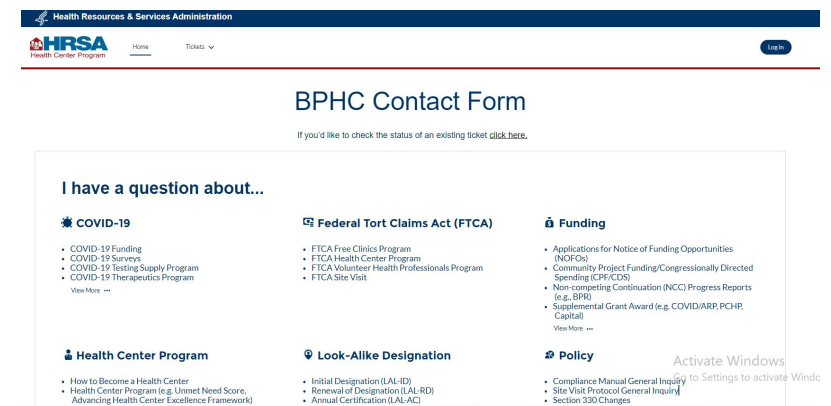 Health Resources & Services Administration
HRSA
Health Center Program
Home
Tickets
Log in
BPHC Contact Form
If you'd like to check the status of an existing ticket click here.
I have a question about...
COVID-19
• COVID-19 Funding
• COVID-19 Surveys
• COVID-19 Testing Supply Program
• COVID-19 Therapeutics Program
View More •••
Federal Tort Claims Act (FTCA)
• FTCA Free Clinics Program
• FTCA Health Center Program
• FTCA Volunteer Health Professionals Program
• FTCA Site Visit
Funding
• Applications for Notice of Funding Opportunities
(NOFOs)
• Community Project Funding/Congressionally Directed
Spending (CPF/CDS)
• Non-competing Continuation (NCC) Progress Reports
(e.g., BPR)
• Supplemental Grant Award (e.g. COVID/ARP, PCHP,
Capital)
View More •••
Health Center Program
• How to Become a Health Center
• Health Center Program (e.g. Unmet Need Score,
Advancing Health Center Excellence Framework)
Look-Alike Designation
• Initial Designation (LAL-ID)
• Renewal of Designation (LAL-RD)
• Annual Certification (LAL-AC)
Policy
• Compliance Manual General Inquiry
• Site Visit Protocol General Inquiry
• Section 330 Changes
Activate Windows
Go to Settings to activate Windo